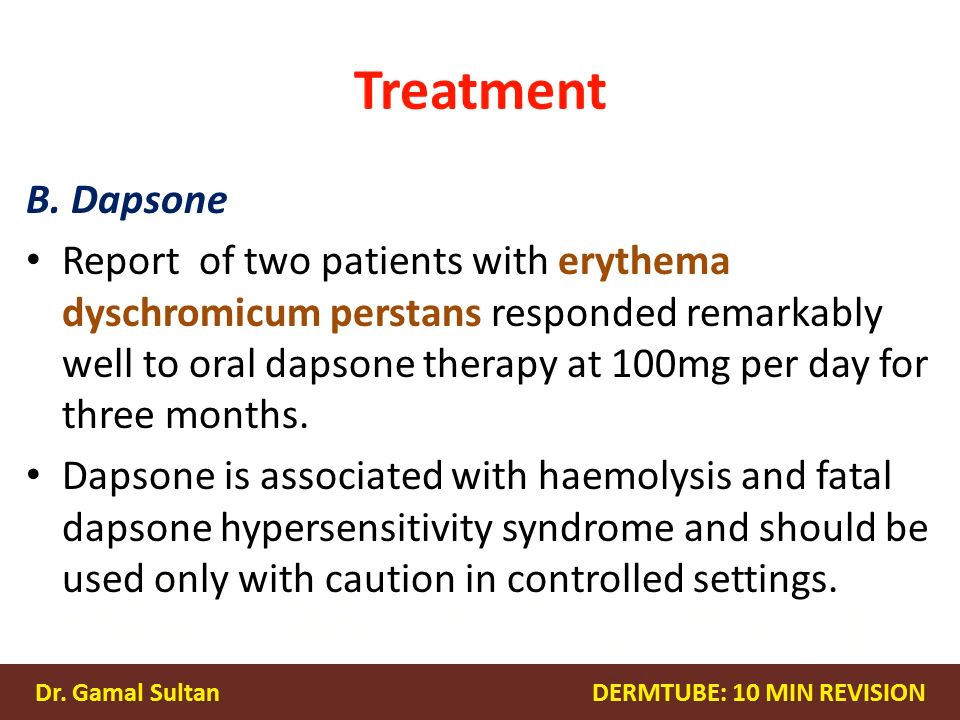 Treatment
B. Dapsone
• Report of two patients with erythema
dyschromicum perstans responded remarkably
well to oral dapsone therapy at 100mg per day for
three months.
• Dapsone is associated with haemolysis and fatal
dapsone hypersensitivity syndrome and should be
used only with caution in controlled settings.
Dr. Gamal Sultan
DERMTUBE: 10 MIN REVISION